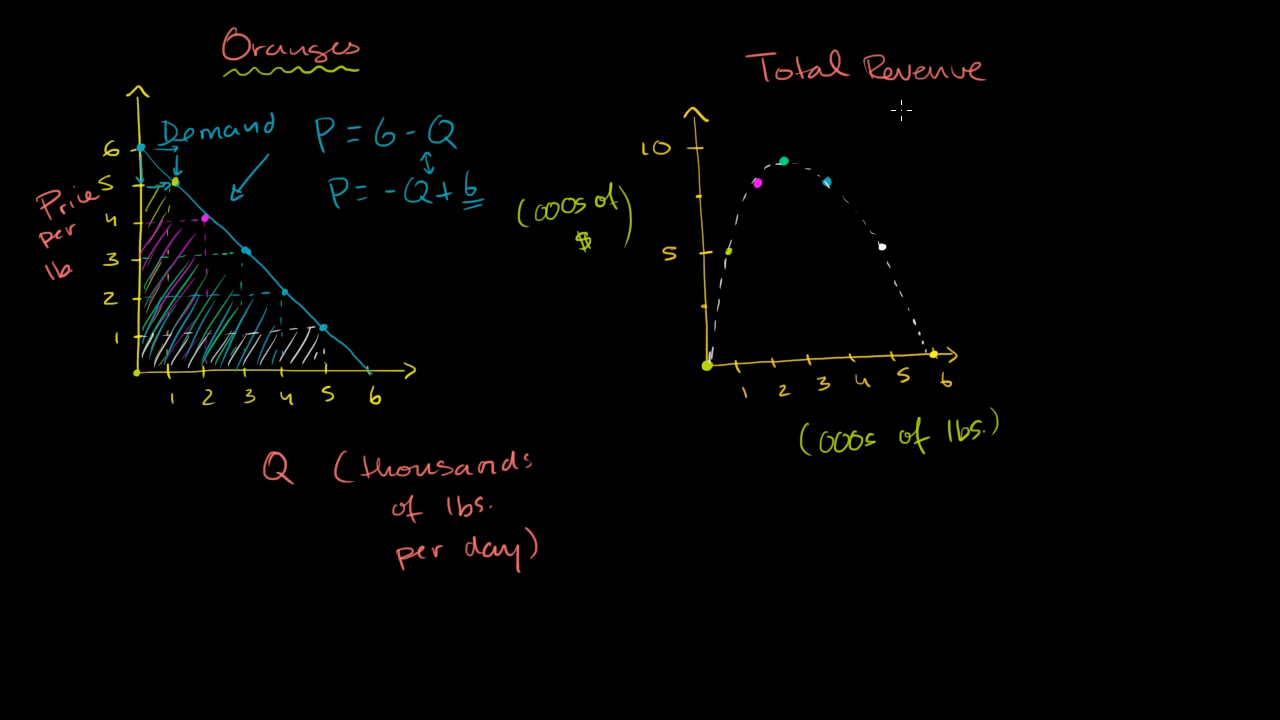 Oranges
Demand
P = 6 - Q
P = -Q + 6
Price
per
lb
6
5
4
3
2
1
1 2 3 4 5 6
Q (thousands
of lbs.
per day)
Total Revenue
(000s of
$)
10
5
1 2 3 4 5 6
(000s of lbs.)